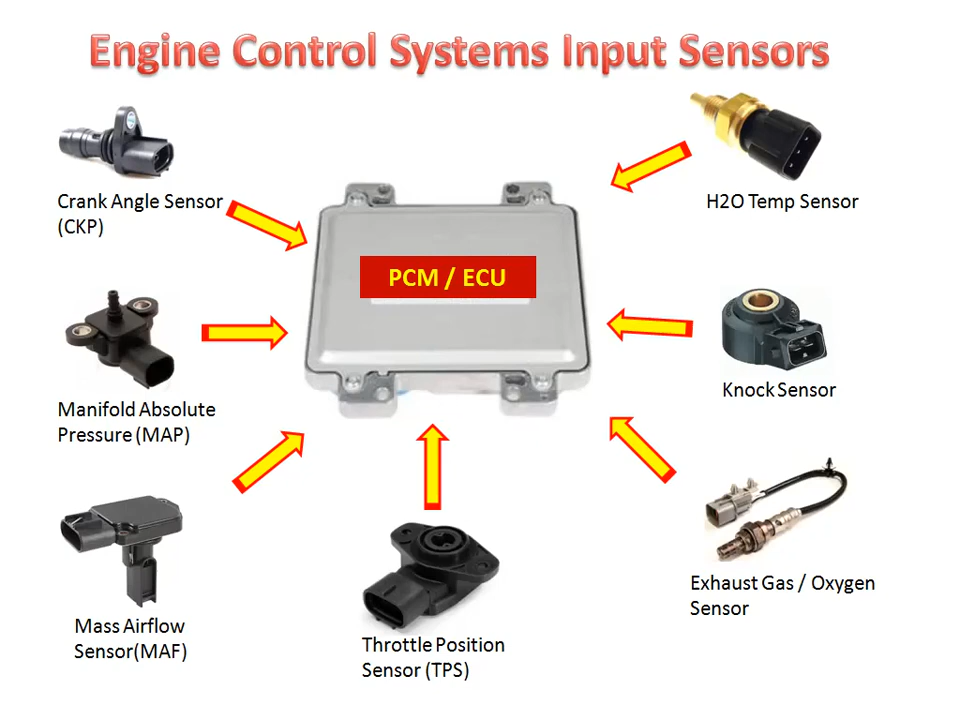 Engine Control Systems Input Sensors
Crank Angle Sensor
(CKP)
H2O Temp Sensor
PCM / ECU
Manifold Absolute
Pressure (MAP)
Knock Sensor
Mass Airflow
Sensor(MAF)
Throttle Position
Sensor (TPS)
Exhaust Gas / Oxygen
Sensor